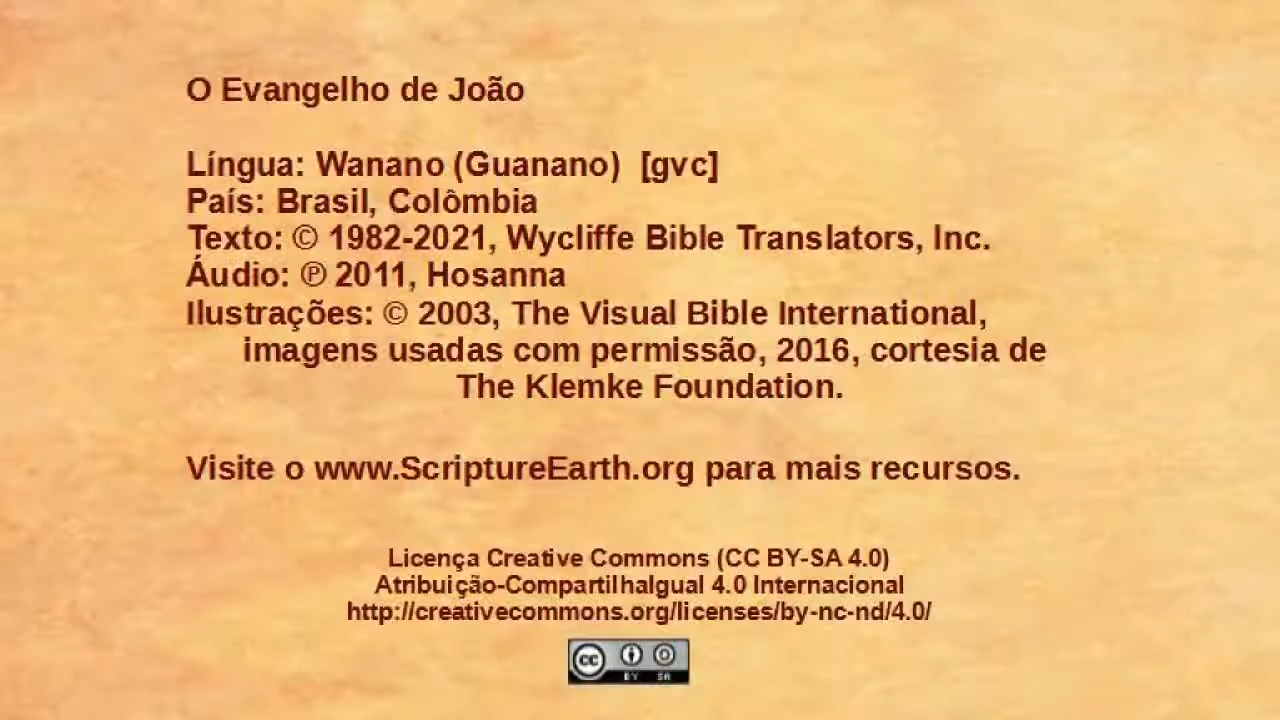 O Evangelho de João
Língua: Wanano (Guanano) [gvc]
País: Brasil, Colômbia
Texto: © 1982-2021, Wycliffe Bible Translators, Inc.
Áudio: ℗ 2011, Hosanna
Ilustrações: © 2003, The Visual Bible International,
imagens usadas com permissão, 2016, cortesia de
The Klemke Foundation.
Visite o www.ScriptureEarth.org para mais recursos.
Licença Creative Commons (CC BY-SA 4.0)
Atribuição-CompartilhaIgual 4.0 Internacional
http://creativecommons.org/licenses/by-nc-nd/4.0/
cc BY SA